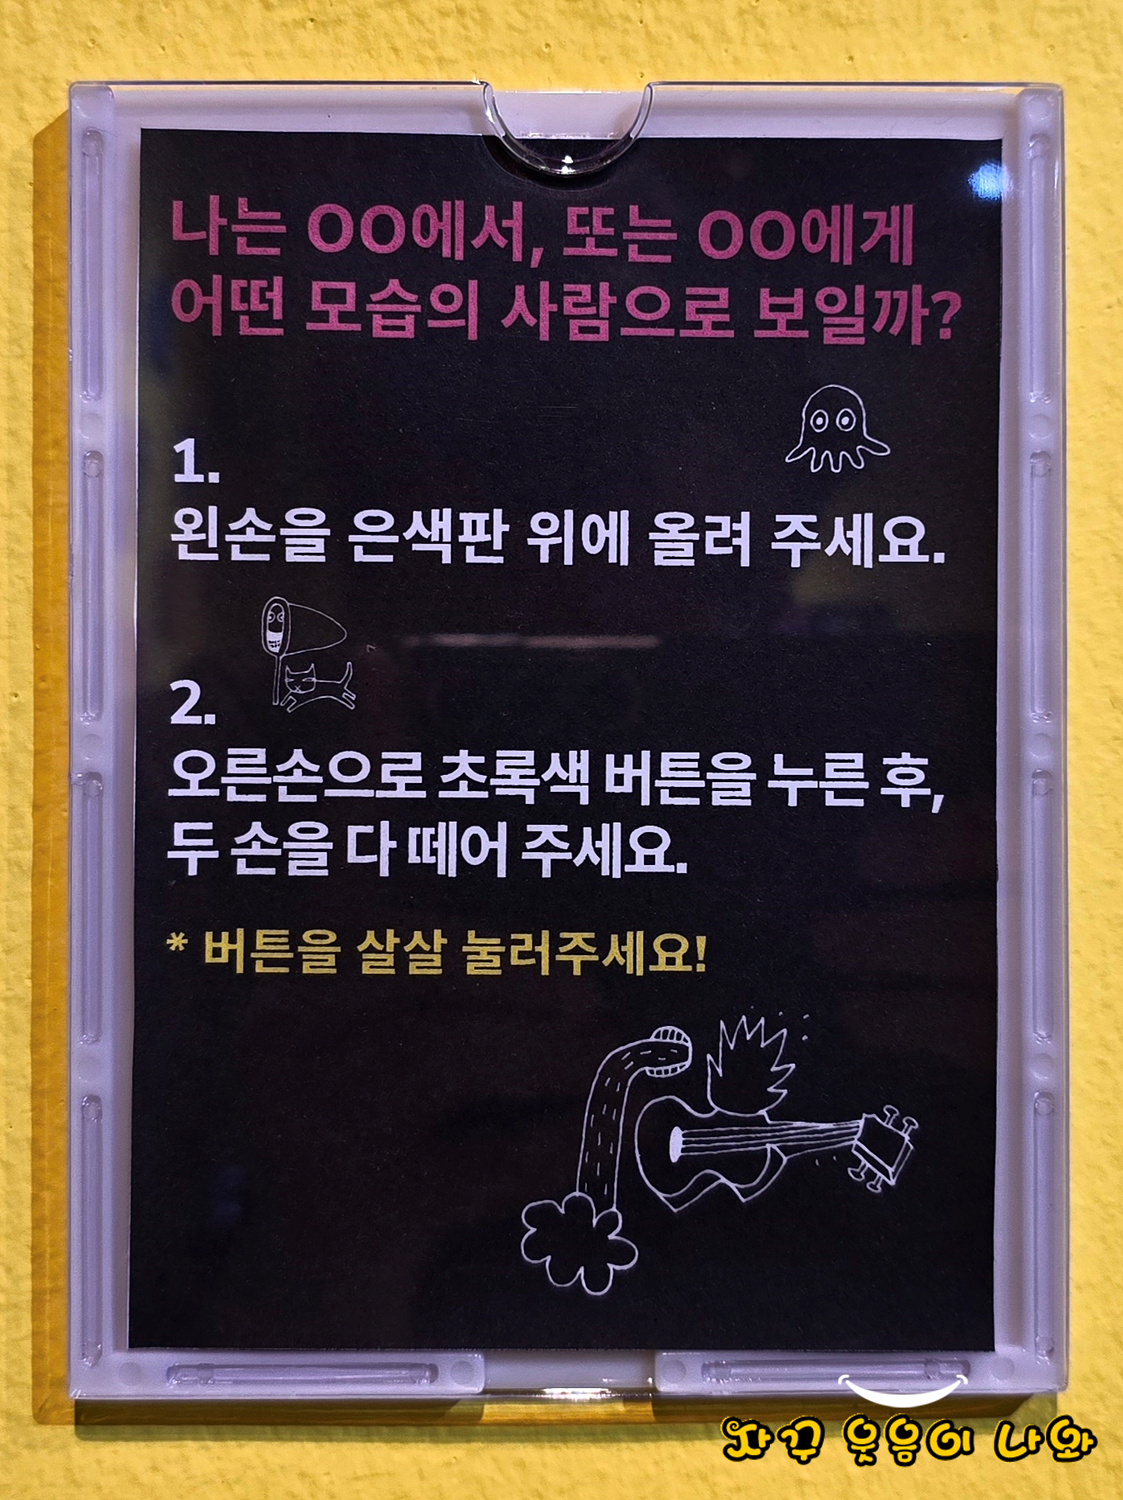 나는 OO에서, 또는 OO에게
어떤 모습의 사람으로 보일까?
1.
왼손을 은색판 위에 올려 주세요.
2.
오른손으로 초록색 버튼을 누른 후,
두 손을 다 떼어 주세요.
* 버튼을 살살 눌러주세요!
자꾸 웃음이 나와